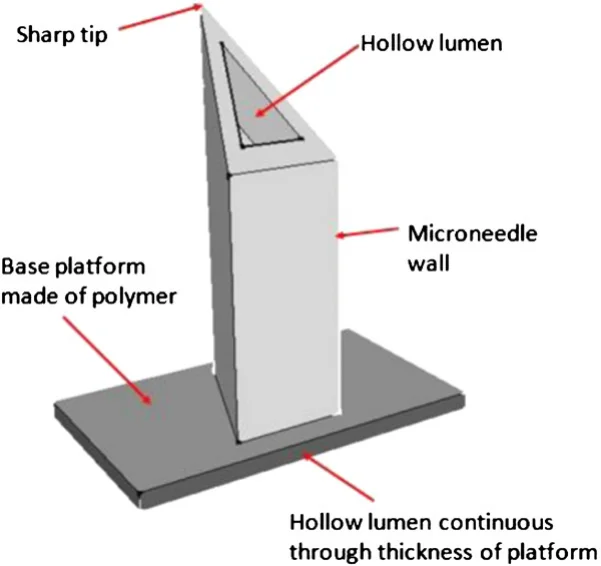 Sharp tip
Hollow lumen
Microneedle
wall
Base platform
made of polymer
Hollow lumen continuous
through thickness of platform